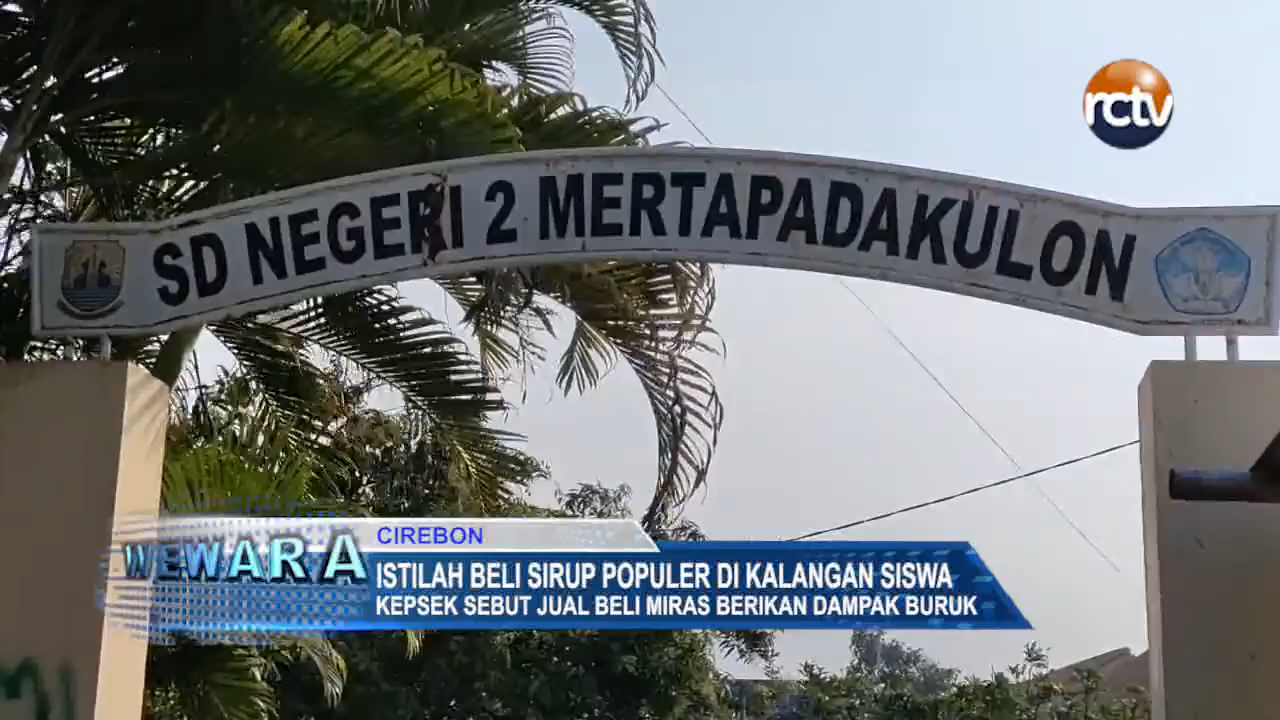 rctv
SD NEGERI 2 MERTAPADAKULON
CIREBON
WEWARA
ISTILAH BELI SIRUP POPULER DI KALANGAN SISWA
KEPSEK SEBUT JUAL BELI MIRAS BERIKAN DAMPAK BURUK